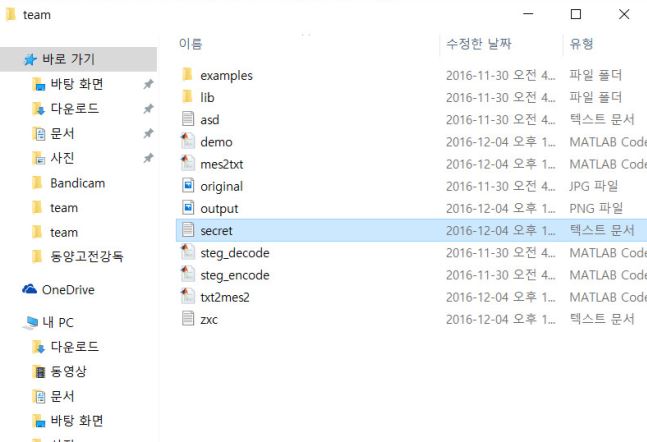 team
이름 수정한 날짜 유형
바로 가기
바탕 화면
다운로드
문서
사진
Bandicam
team
team
동양고전강독
OneDrive
내 PC
다운로드
동영상
문서
바탕 화면
examples 2016-11-30 오전 4... 파일 폴더
lib 2016-11-30 오전 4... 파일 폴더
asd 2016-11-30 오전 4... 텍스트 문서
demo 2016-12-04 오후 1... MATLAB Code
mes2txt 2016-12-04 오후 1... MATLAB Code
original 2016-11-30 오전 4... JPG 파일
output 2016-12-04 오후 1... PNG 파일
secret 2016-12-04 오후 1... 텍스트 문서
steg_decode 2016-11-30 오전 4... MATLAB Code
steg_encode 2016-11-30 오전 4... MATLAB Code
txt2mes2 2016-12-04 오후 1... MATLAB Code
zxc 2016-12-04 오후 1... 텍스트 문서